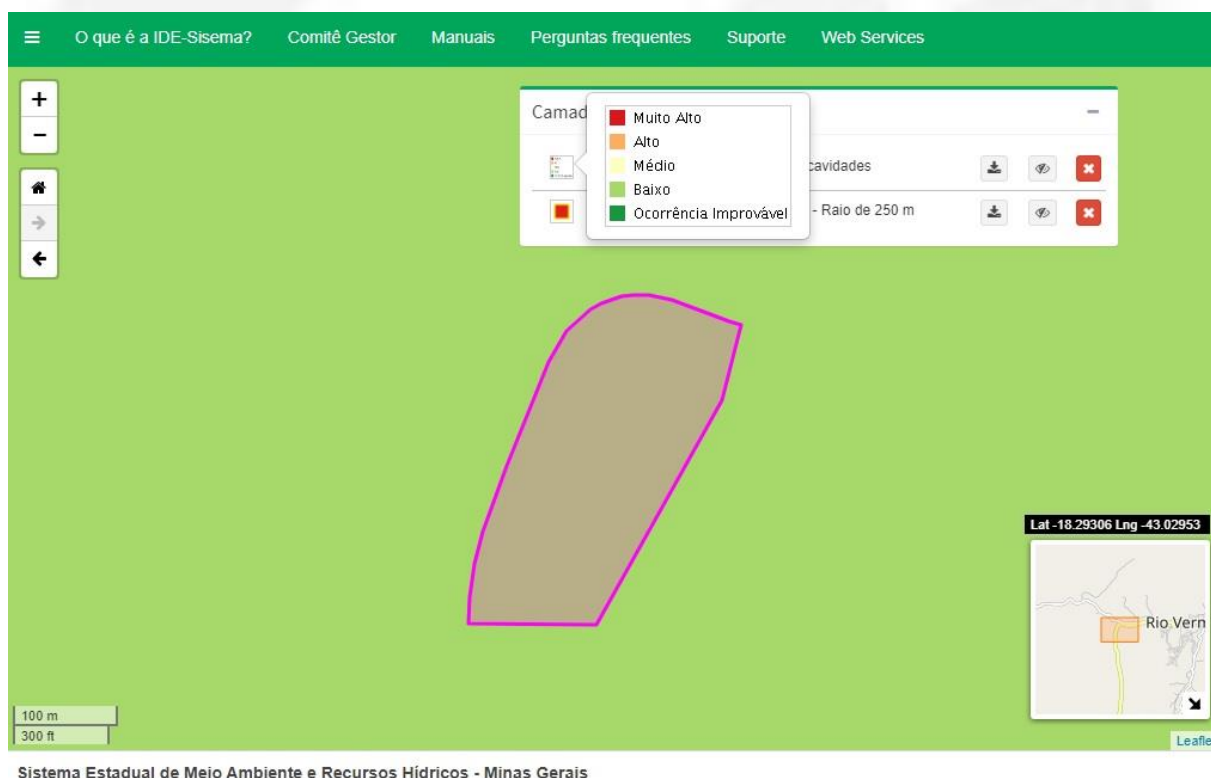 O que é a IDE-Sisema? Comitê Gestor Manuais Perguntas frequentes Suporte Web Services
+
−
Camad
Muito Alto
Alto
Médio
Baixo
Ocorrência Improvável
cavidades
- Raio de 250 m
Lat -18.29306 Lng -43.02953
Rio Verm
100 m
300 ft
Leafle
Sistema Estadual de Meio Ambiente e Recursos Hídricos - Minas Gerais